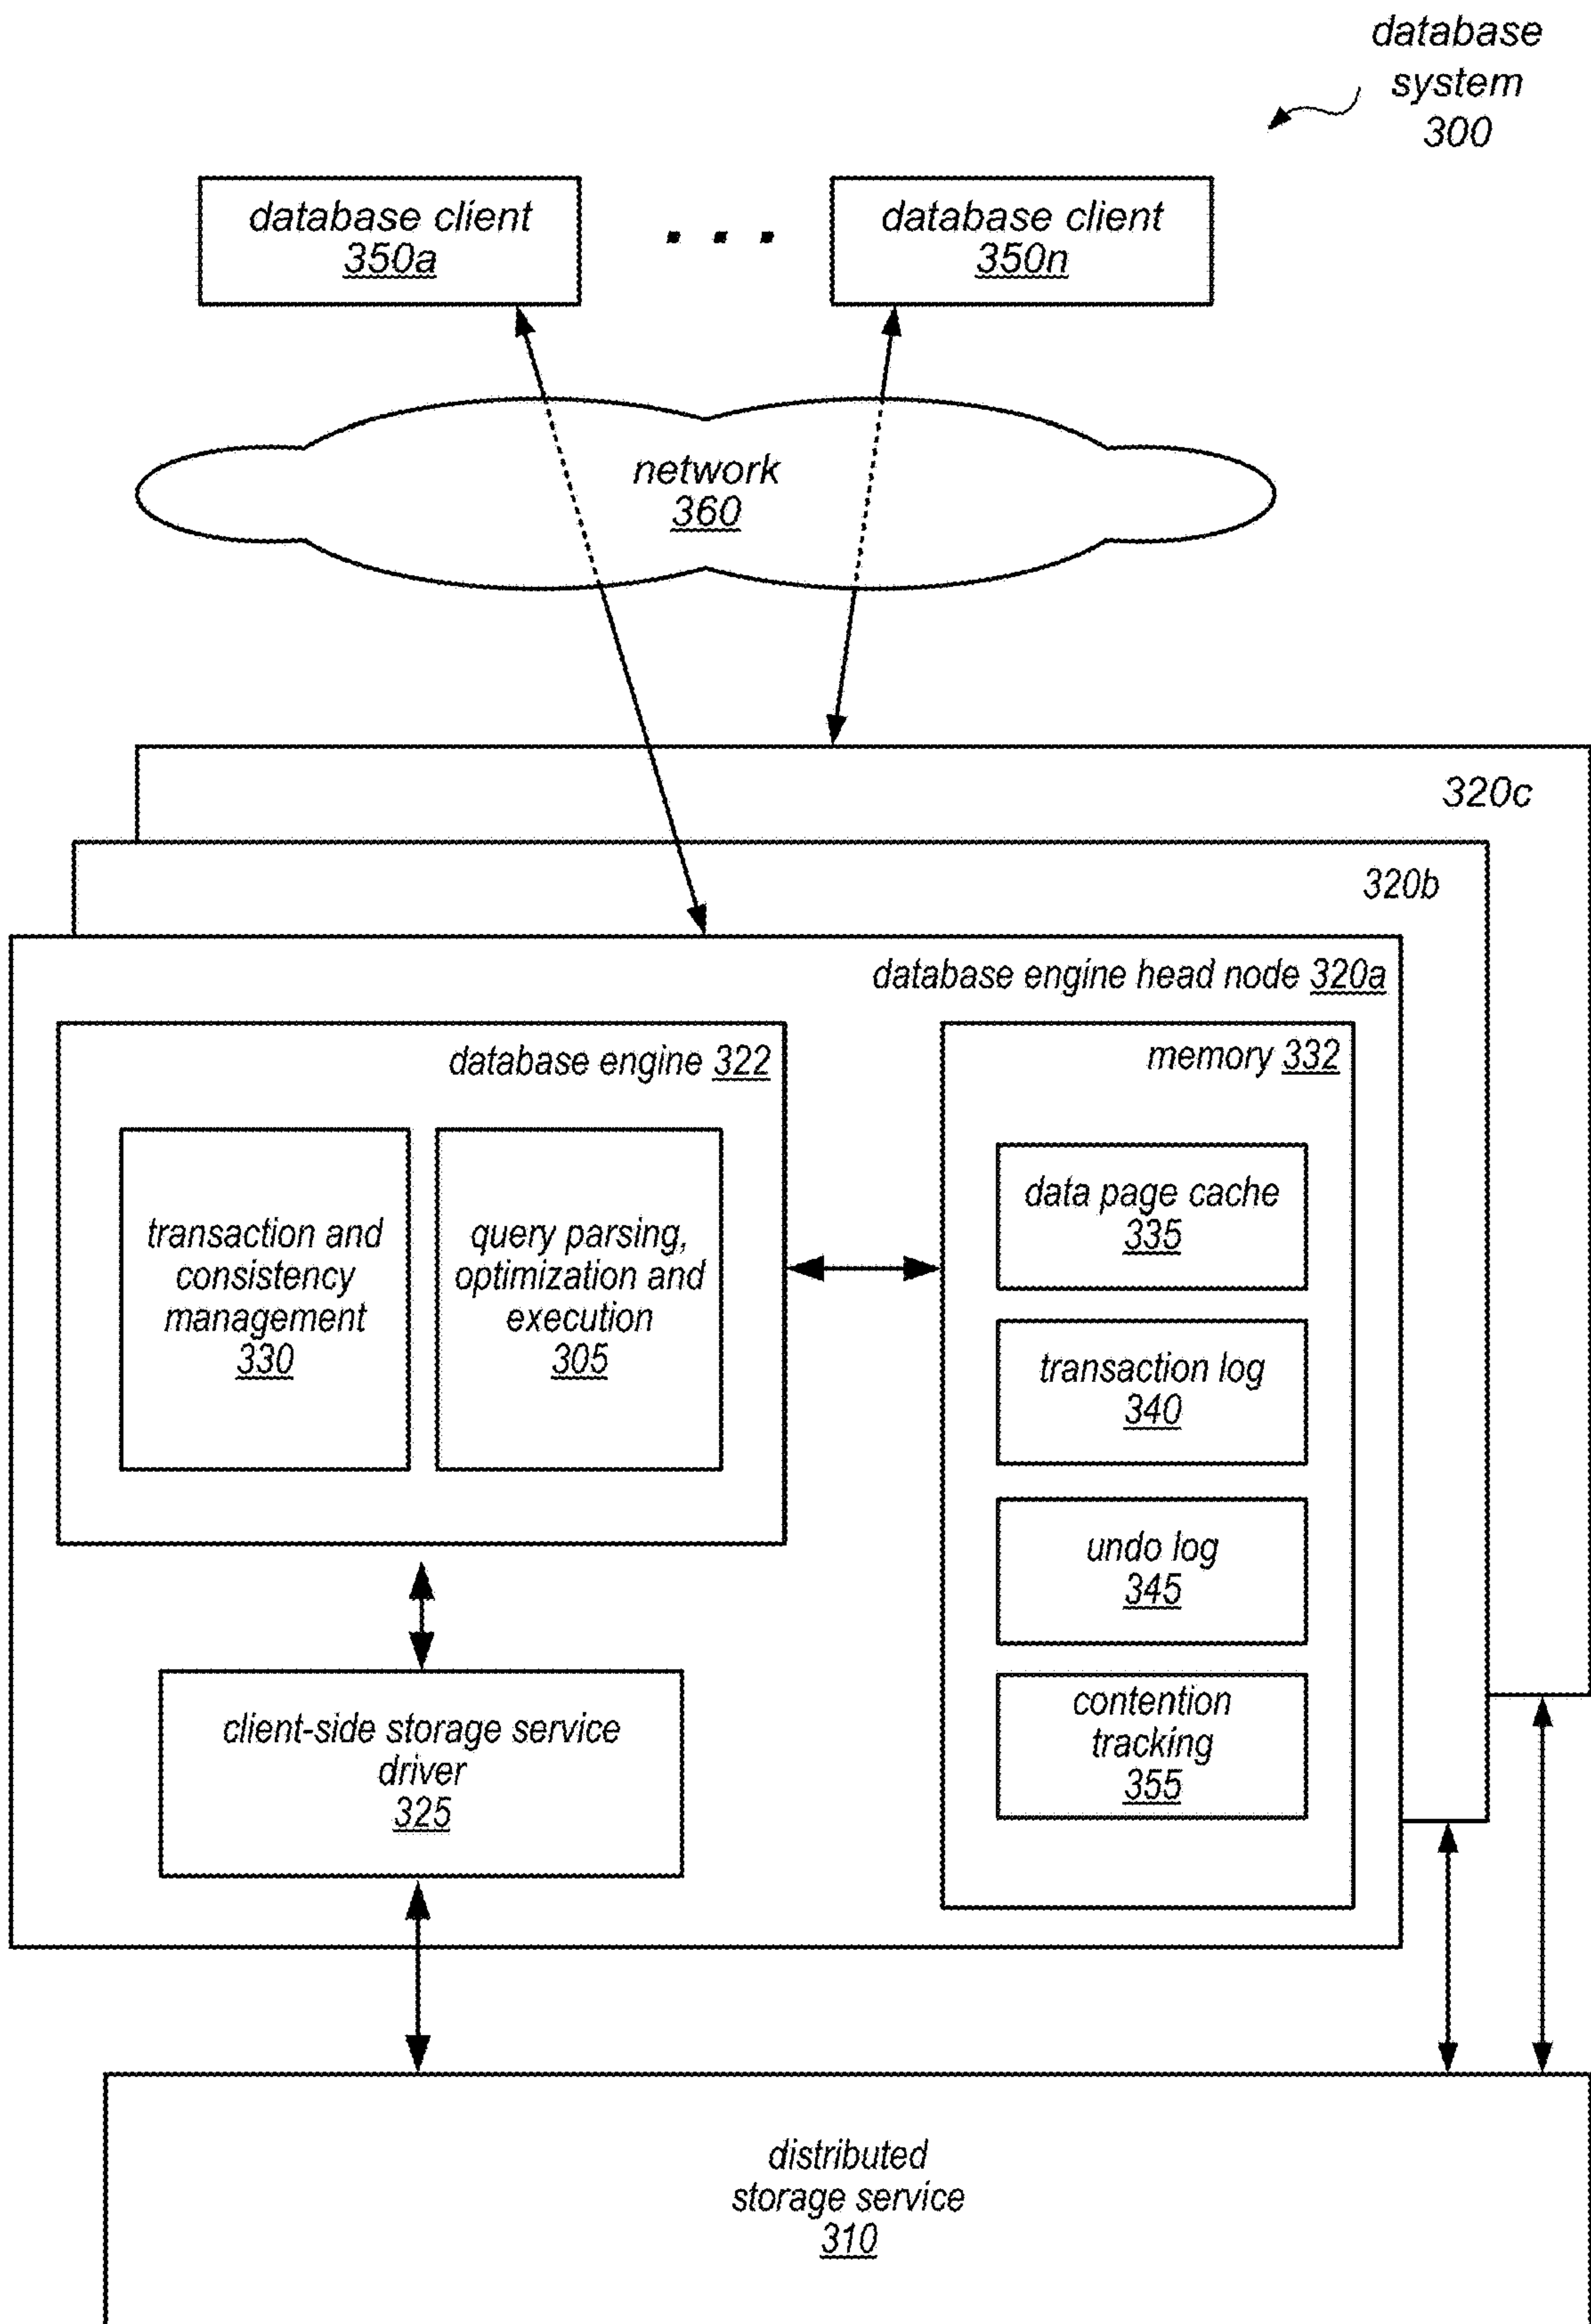 database
system
300
database client
350a
. . .
database client
350n
network
360
320c
320b
database engine head node 320a
database engine 322
transaction and
consistency
management
330
query parsing,
optimization and
execution
305
memory 332
data page cache
335
transaction log
340
undo log
345
contention
tracking
355
client-side storage service
driver
325
distributed
storage service
310